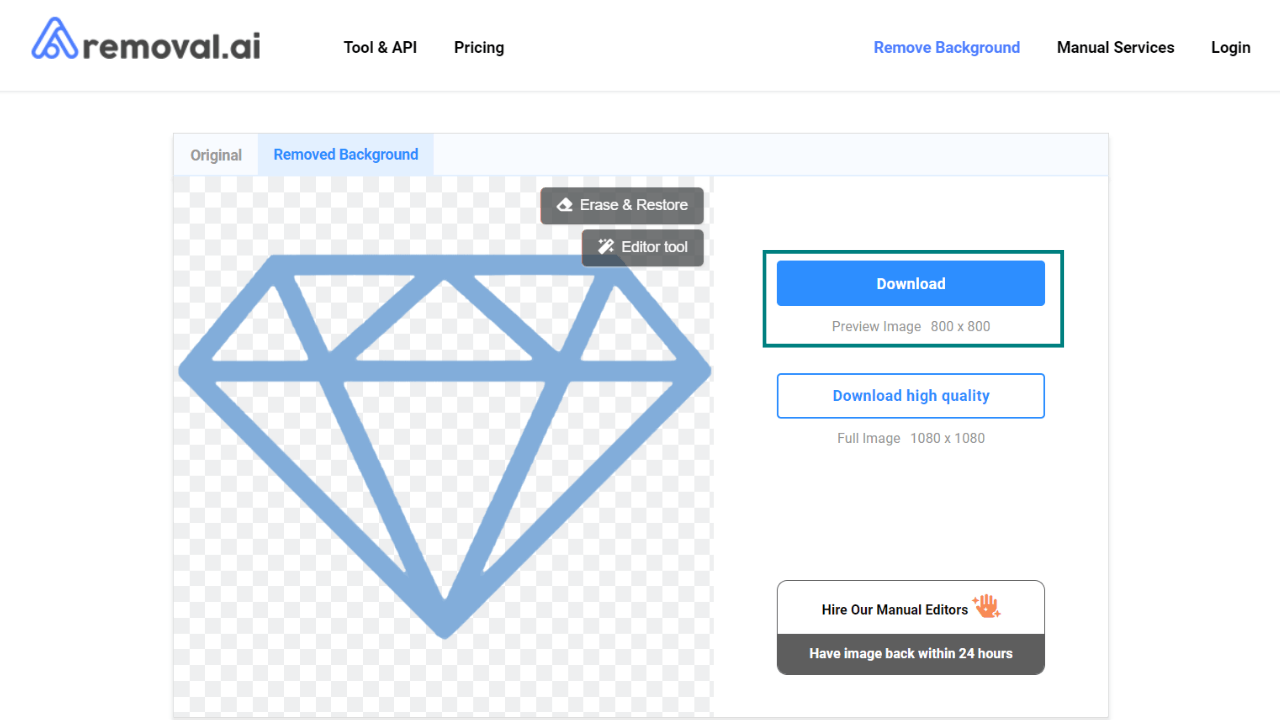 removal.ai
Tool & API
Pricing
Remove Background
Manual Services
Login
Original
Removed Background
Erase & Restore
Editor tool
Download
Preview Image 800 x 800
Download high quality
Full Image 1080 x 1080
Hire Our Manual Editors
Have image back within 24 hours